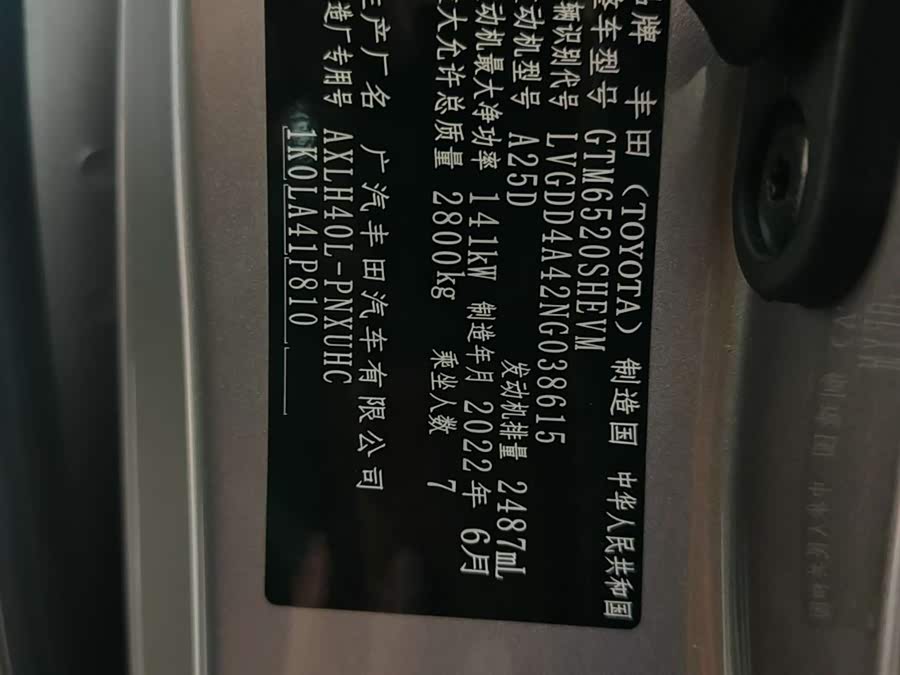 品牌 丰田(TOYOTA) 制造国 中华人民共和国
整车型号 GTM6520SHEVM
车辆识别代号 LVGDD4A42NG038615
发动机型号 A25D 发动机排量 2487mL
发动机最大净功率 141kW 制造年月 2022年 6月
最大允许总质量 2800kg 乘坐人数 7
生产厂名 广汽丰田汽车有限公司
造厂专用号 AXLH40L-PNXUHC
1K0LA41P810